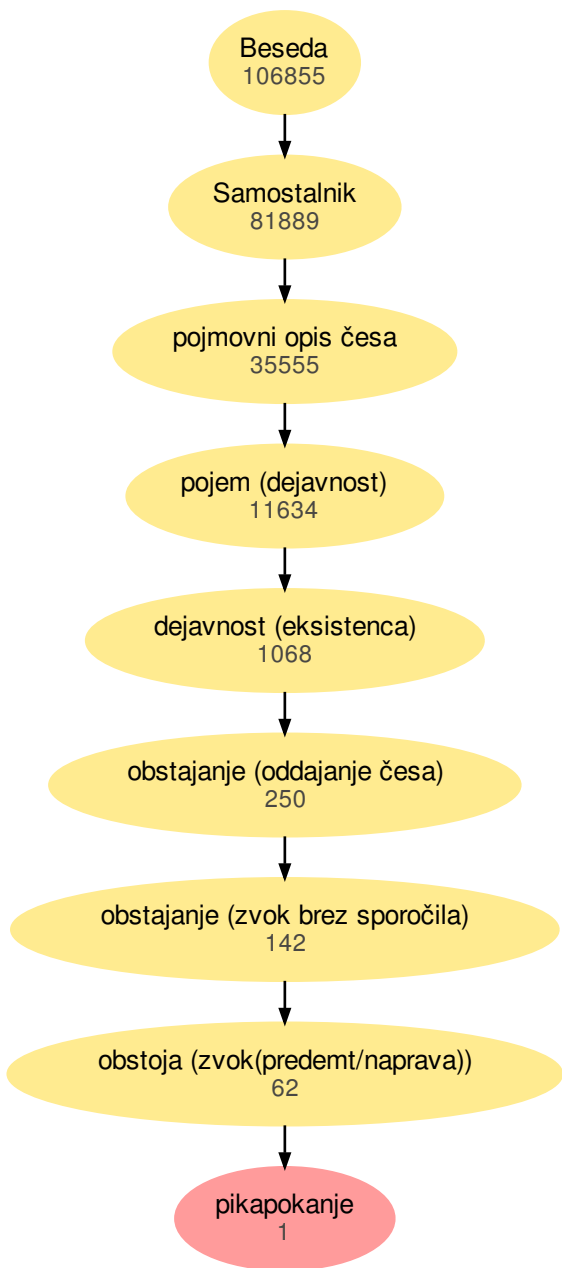 Beseda
106855
Samostalnik
81889
pojmovni opis česa
35555
pojem (dejavnost)
11634
dejavnost (eksistenca)
1068
obstajanje (oddajanje česa)
250
obstajanje (zvok brez sporočila)
142
obstoja (zvok(predemt/naprava))
62
pikapokanje
1